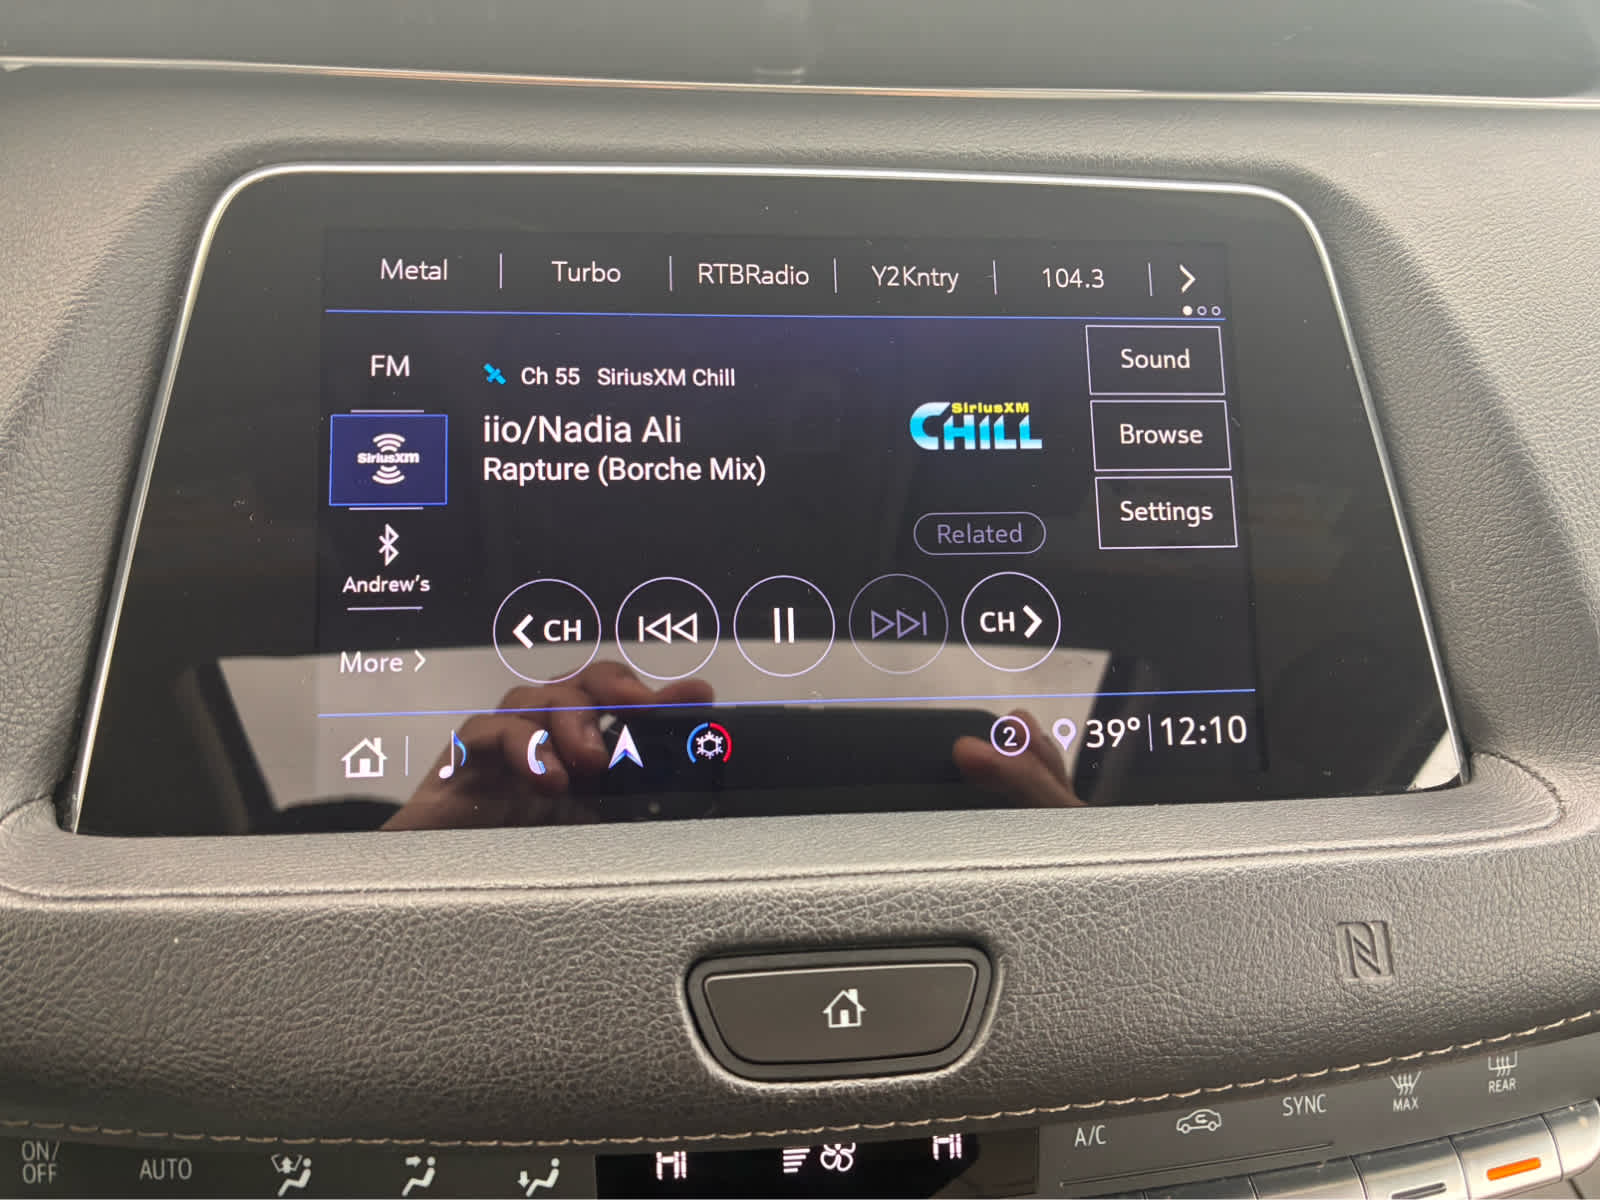 Metal
Turbo
RTBRadio
Y2Kntry
104.3
FM
Ch 55 SiriusXM Chill
Sound
SiriusXM
CHILL
iio/Nadia Ali
Browse
SiriusXM
Rapture (Borche Mix)
Settings
Related
Andrew's
CH
CH
More
2
39° 12:10
REAR
MAX
SYNC
A/C
ON/
OFF
AUTO
HI
HI